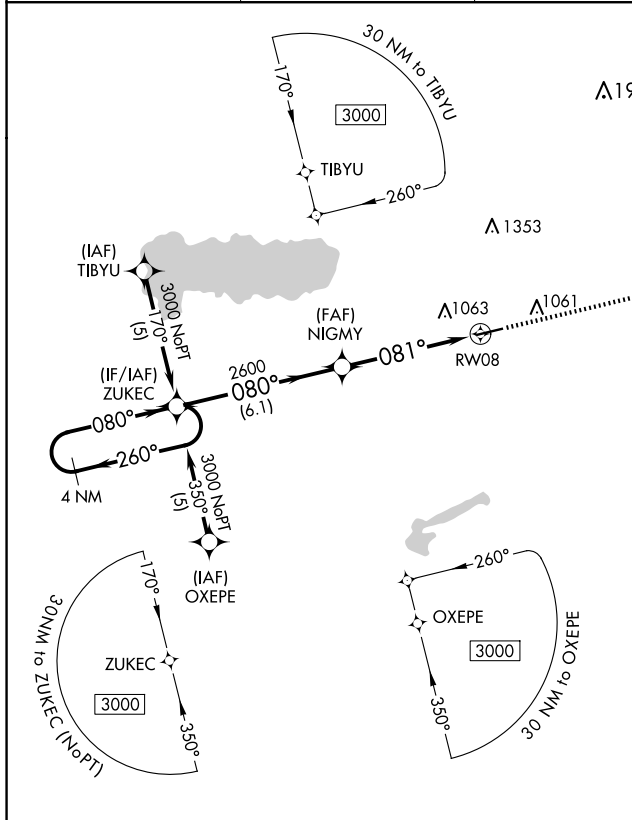 30 NM to TIBYU
170°
3000
TIBYU
260°
19
1353
(IAF)
TIBYU
3000 NoPT
170°
(5)
(FAF)
NIGMY
1063
1061
(IF/IAF)
ZUKEC
2600
080°
(6.1)
081°
RW08
080°
260°
4 NM
3000 NoPT
350°
(5)
(IAF)
OXEPE
170°
30NM to ZUKEC (NoPT)
ZUKEC
3000
350°
260°
OXEPE
3000
350°
30 NM to OXEPE